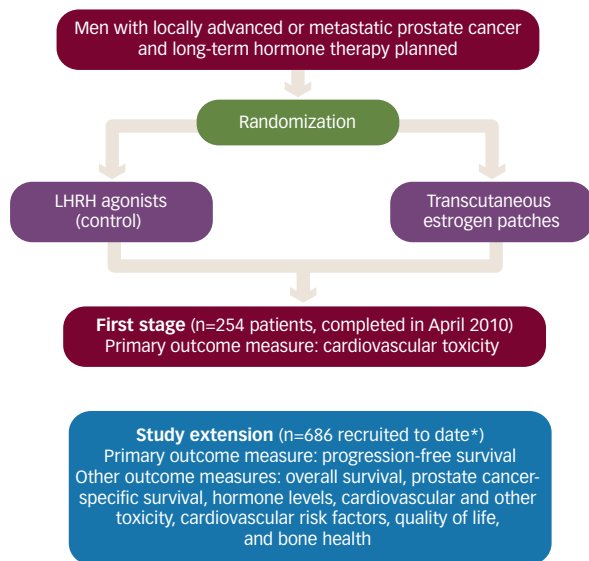 Men with locally advanced or metastatic prostate cancer
and long-term hormone therapy planned
Randomization
LHRH agonists
(control)
Transcutaneous
estrogen patches
First stage (n=254 patients, completed in April 2010)
Primary outcome measure: cardiovascular toxicity
Study extension (n=686 recruited to date*)
Primary outcome measure: progression-free survival
Other outcome measures: overall survival, prostate cancer-
specific survival, hormone levels, cardiovascular and other
toxicity, cardiovascular risk factors, quality of life,
and bone health